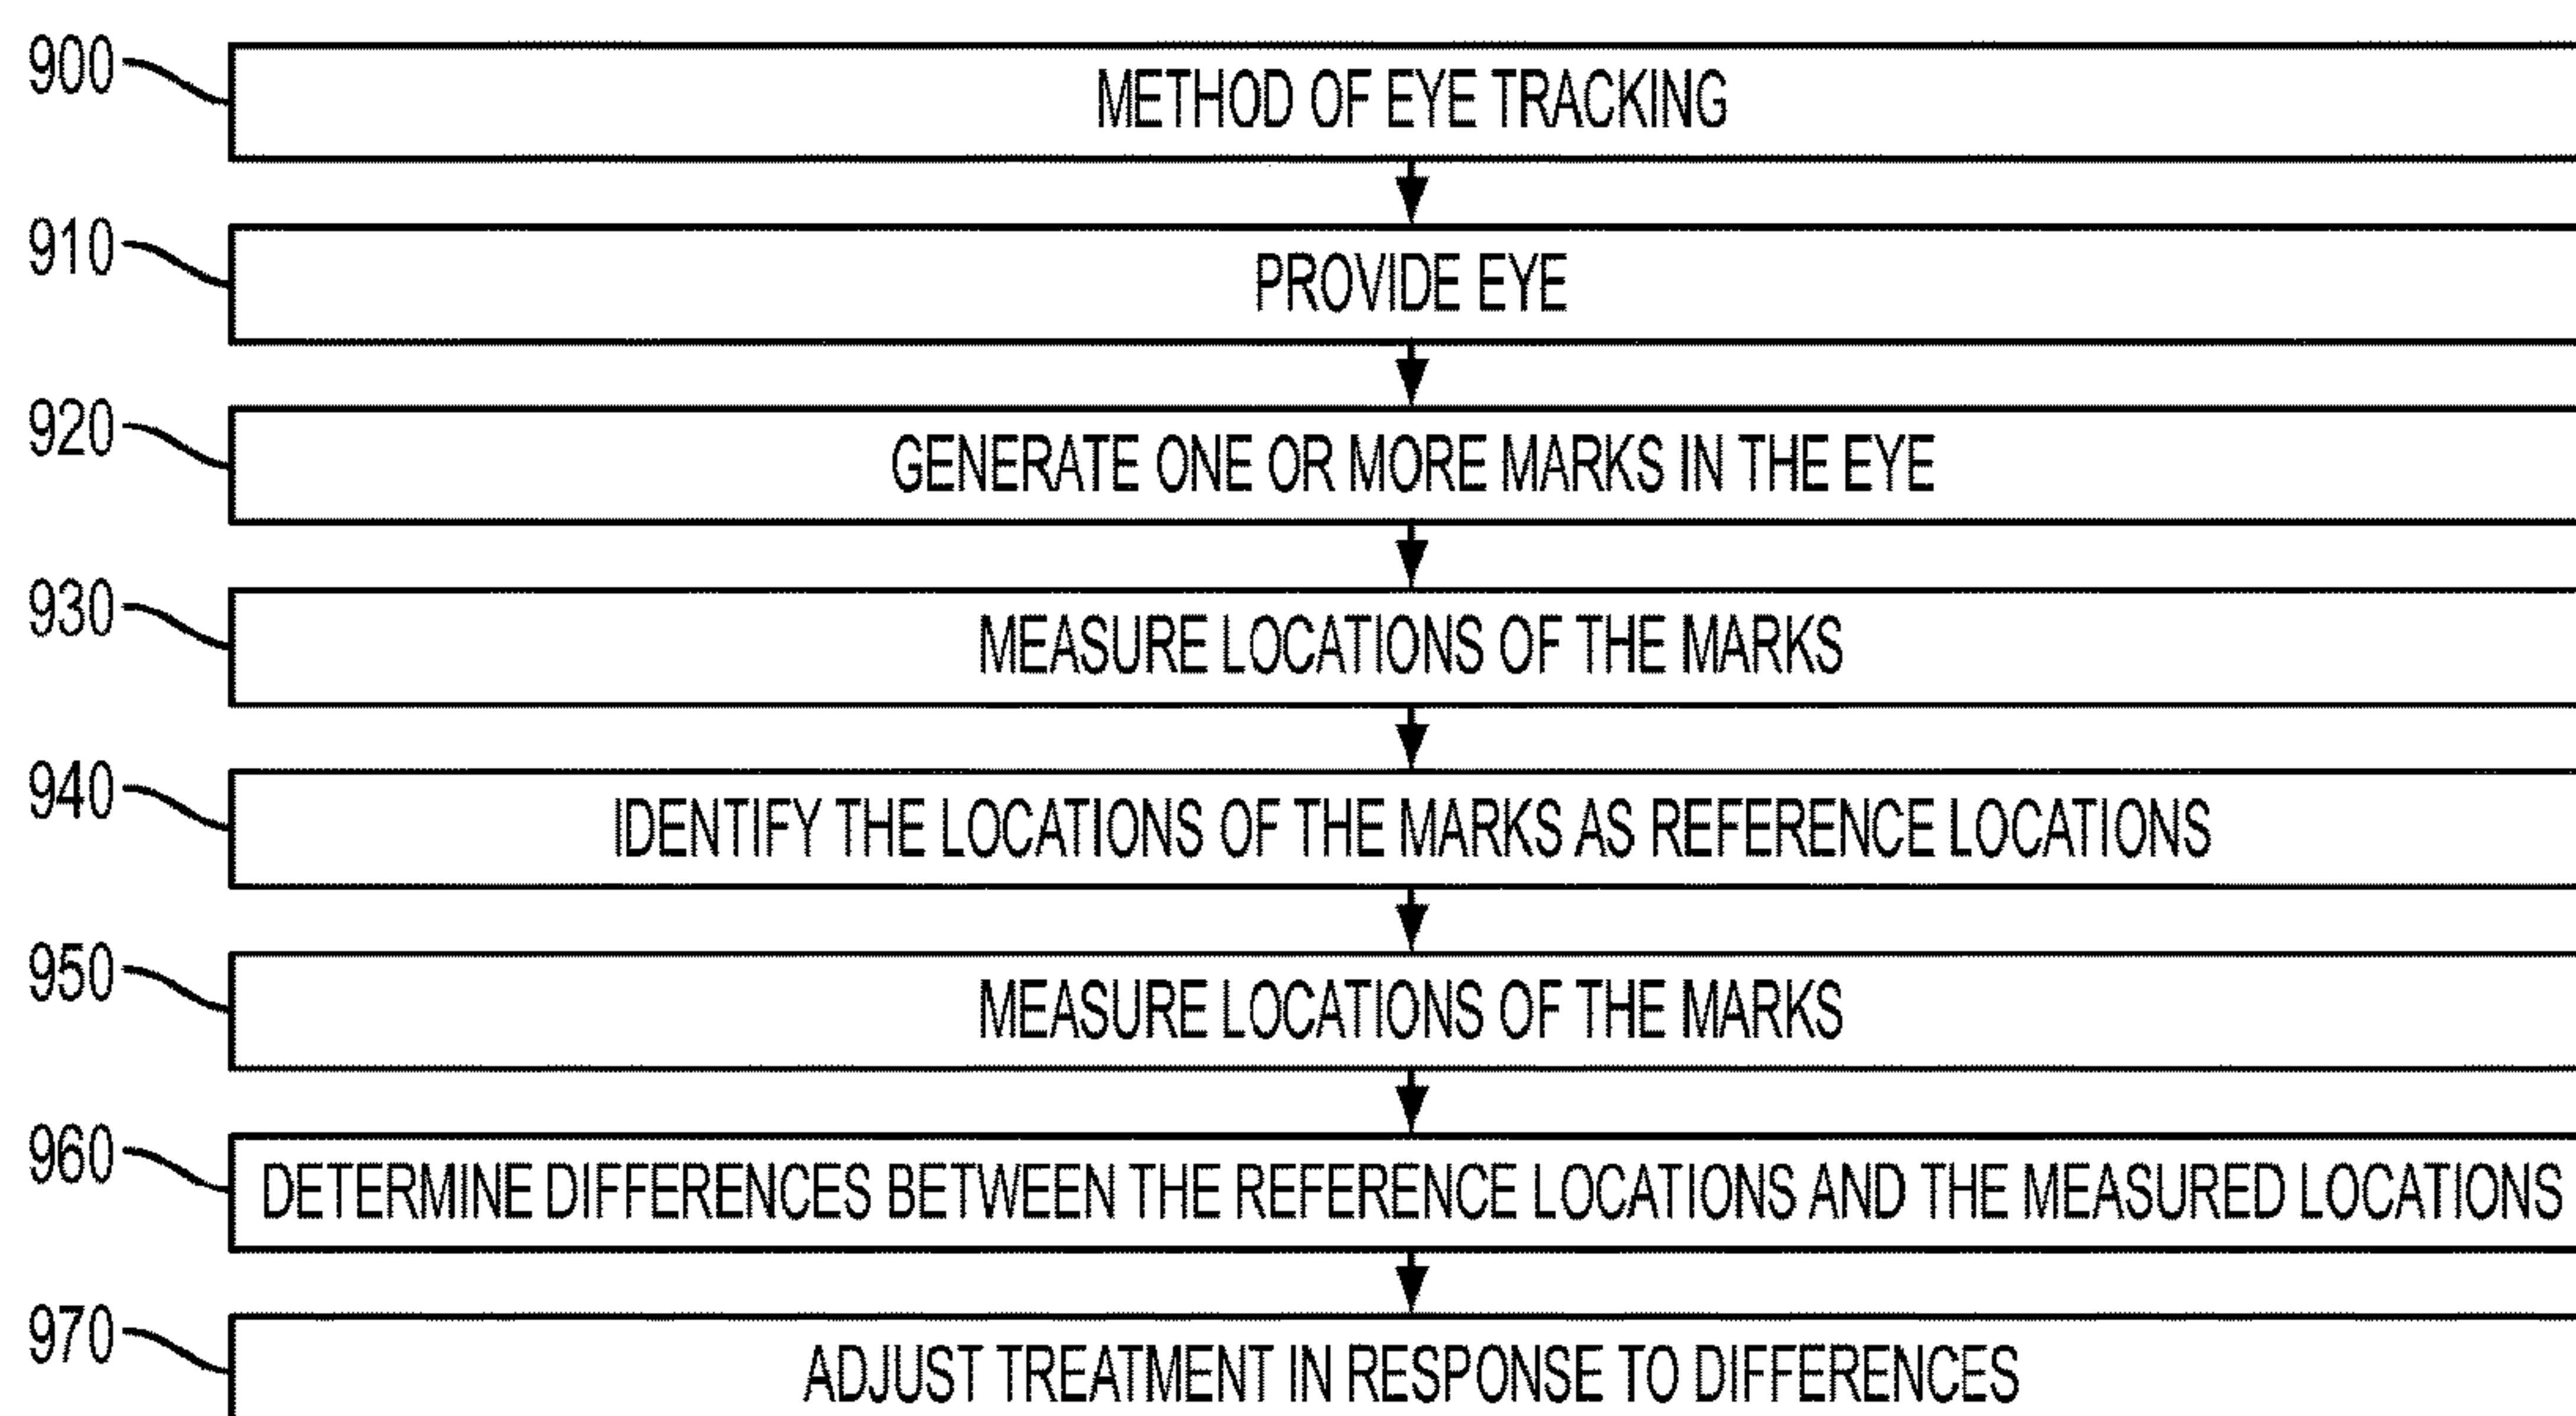 900 METHOD OF EYE TRACKING
910 PROVIDE EYE
920 GENERATE ONE OR MORE MARKS IN THE EYE
930 MEASURE LOCATIONS OF THE MARKS
940 IDENTIFY THE LOCATIONS OF THE MARKS AS REFERENCE LOCATIONS
950 MEASURE LOCATIONS OF THE MARKS
960 DETERMINE DIFFERENCES BETWEEN THE REFERENCE LOCATIONS AND THE MEASURED LOCATIONS
970 ADJUST TREATMENT IN RESPONSE TO DIFFERENCES